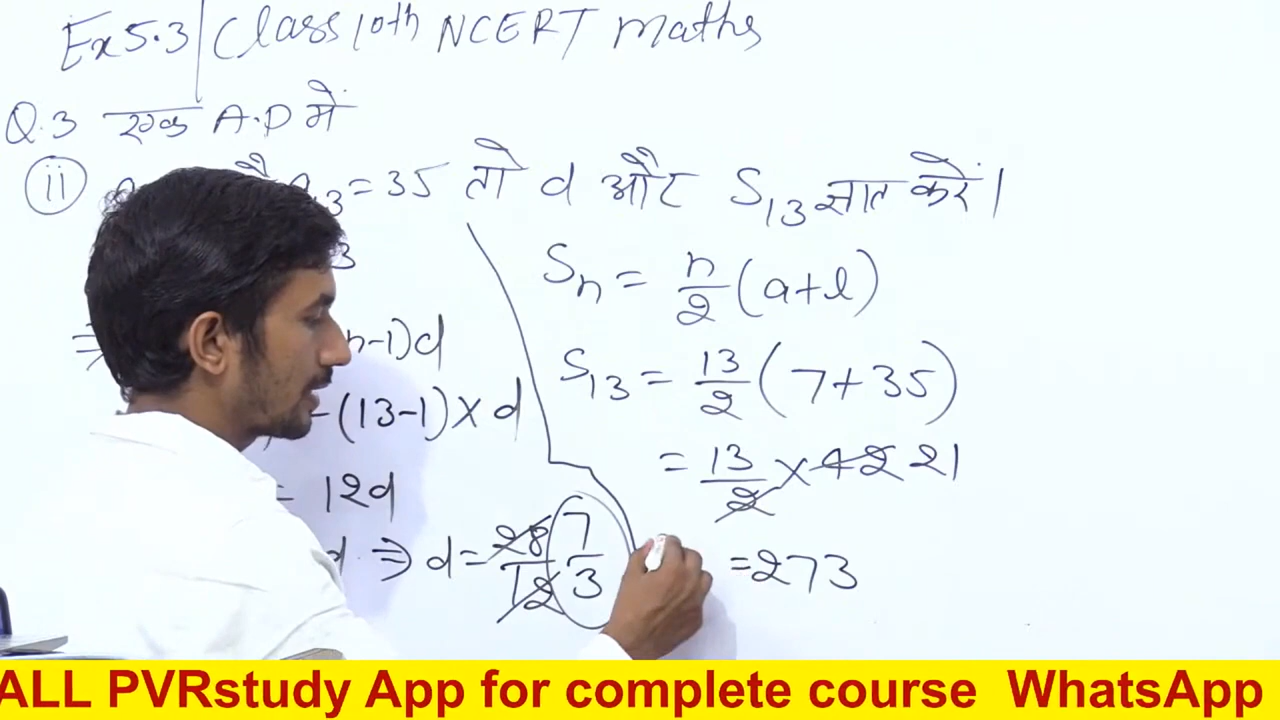 Ex 5.3 | Class 10th NCERT maths
Q.3 एक A.P में
(ii) 3 = 35 तो d और S13 ज्ञात करें।
3
n-1)d
-(13-1)×d
= 12d
d ⇒ d = 28/12 7/3
Sn = n/2 (a+l)
S13 = 13/2 (7+35)
= 13/2 × 42 21
= 273
ALL PVRstudy App for complete course WhatsApp